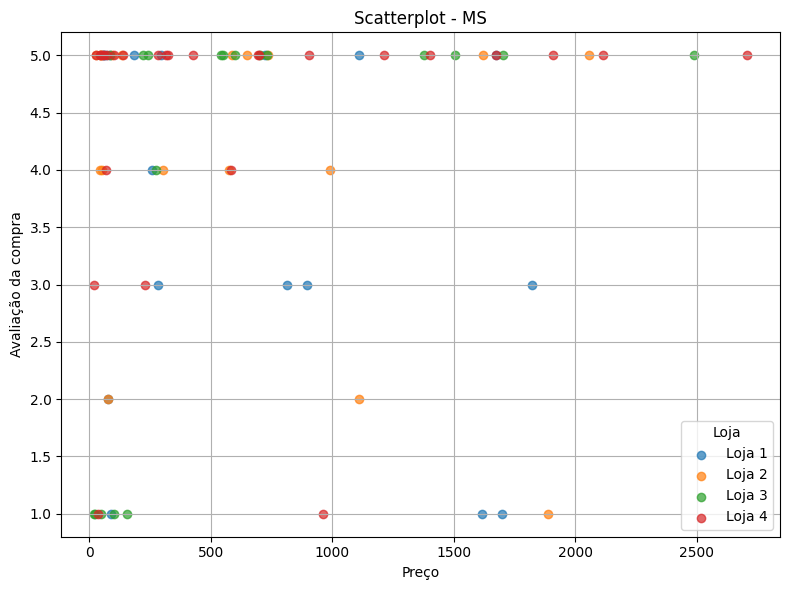 Scatterplot - MS
5.0
4.5
4.0
3.5
3.0
2.5
2.0
1.5
1.0
Avaliação da compra
0
500
1000
1500
2000
2500
Preço
Loja
Loja 1
Loja 2
Loja 3
Loja 4